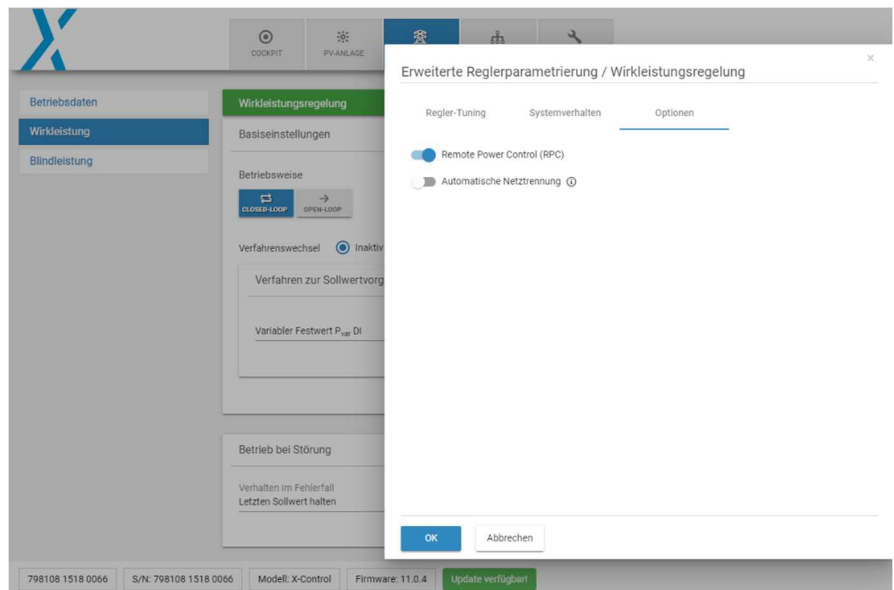 COCKPIT
PV-ANLAGE
Betriebsdaten
Wirkleistung
Blindleistung
Wirkleistungsregelung
Basiseinstellungen
Betriebsweise
CLOSED-LOOP
OPEN-LOOP
Verfahrenswechsel Inaktiv
Verfahren zur Sollwertvorg
Variabler Festwert Pvar DI
Betrieb bei Störung
Verhalten im Fehlerfall
Letzten Sollwert halten
Erweiterte Reglerparametrierung / Wirkleistungsregelung
Regler-Tuning Systemverhalten Optionen
Remote Power Control (RPC)
Automatische Netztrennung
OK Abbrechen
798108 1518 0066 S/N: 798108 1518 0066 Modell: X-Control Firmware: 11.0.4 Update verfügbar!